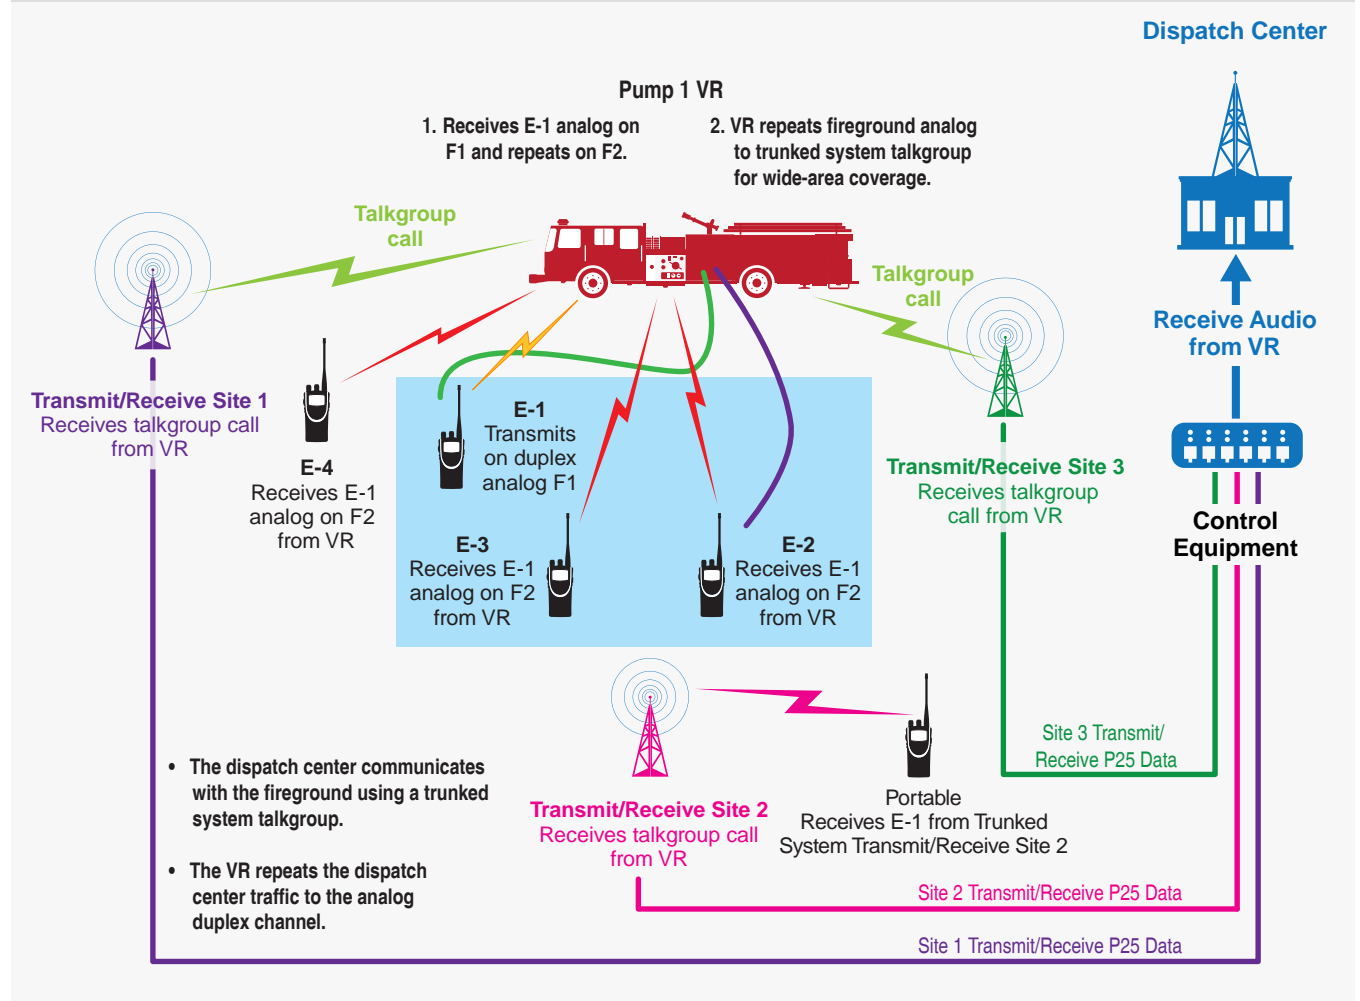 Dispatch Center
Pump 1 VR
1. Receives E-1 analog on
F1 and repeats on F2.
2. VR repeats fireground analog
to trunked system talkgroup
for wide-area coverage.
Talkgroup
call
Talkgroup
call
Receive Audio
from VR
Transmit/Receive Site 1
Receives talkgroup call
from VR
E-4
Receives E-1
analog on F2
from VR
E-1
Transmits
on duplex
analog F1
E-3
Receives E-1
analog on F2
from VR
E-2
Receives E-1
analog on F2
from VR
Transmit/Receive Site 3
Receives talkgroup
call from VR
Control
Equipment
Site 3 Transmit/
Receive P25 Data
• The dispatch center communicates
with the fireground using a trunked
system talkgroup.
• The VR repeats the dispatch
center traffic to the analog
duplex channel.
Transmit/Receive Site 2
Receives talkgroup call
from VR
Portable
Receives E-1 from Trunked
System Transmit/Receive Site 2
Site 2 Transmit/Receive P25 Data
Site 1 Transmit/Receive P25 Data